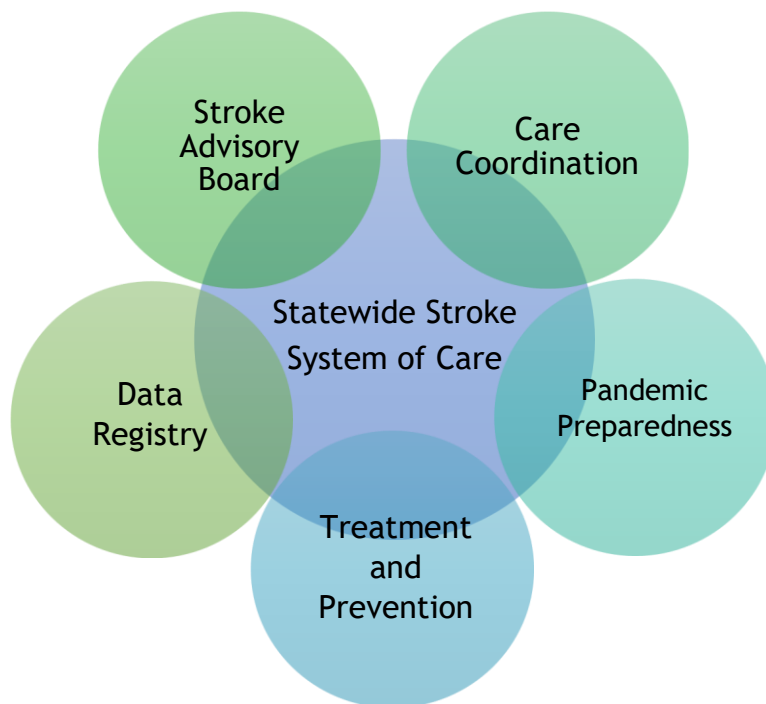 Stroke
Advisory
Board
Care
Coordination
Statewide Stroke
System of Care
Data
Registry
Pandemic
Preparedness
Treatment
and
Prevention